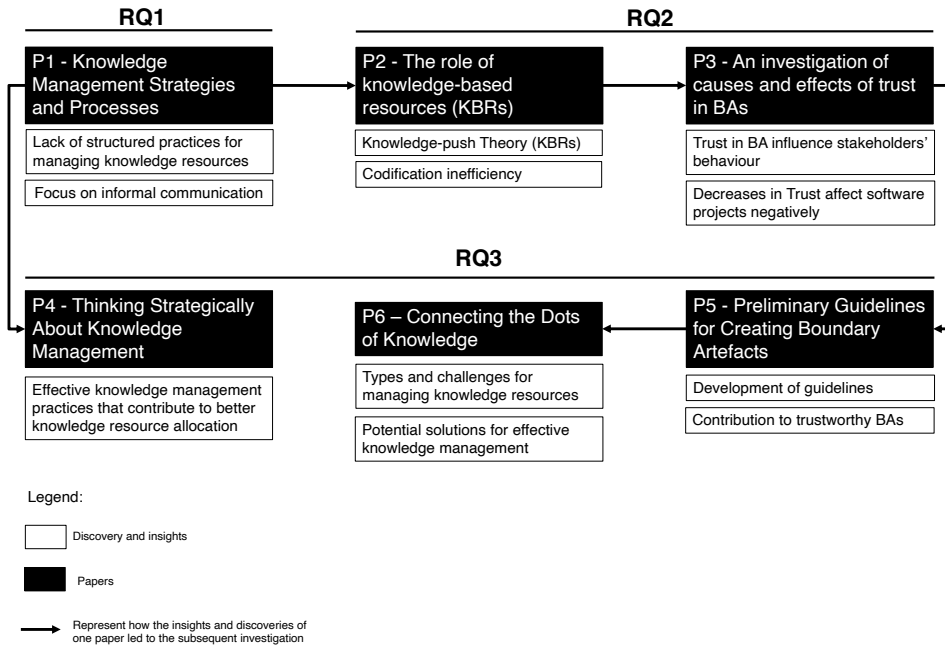 RQ1
RQ2
P1 - Knowledge
Management Strategies
and Processes
P2 - The role of
knowledge-based
resources (KBRs)
P3 - An investigation of
causes and effects of trust
in BAs
Lack of structured practices for
managing knowledge resources
Focus on informal communication
Knowledge-push Theory (KBRs)
Codification inefficiency
Trust in BA influence stakeholders'
behaviour
Decreases in Trust affect software
projects negatively
RQ3
P4 - Thinking Strategically
About Knowledge
Management
P6 – Connecting the Dots
of Knowledge
P5 - Preliminary Guidelines
for Creating Boundary
Artefacts
Effective knowledge management
practices that contribute to better
knowledge resource allocation
Types and challenges for
managing knowledge resources
Potential solutions for effective
knowledge management
Development of guidelines
Contribution to trustworthy BAs
Legend:
Discovery and insights
Papers
Represent how the insights and discoveries of
one paper led to the subsequent investigation